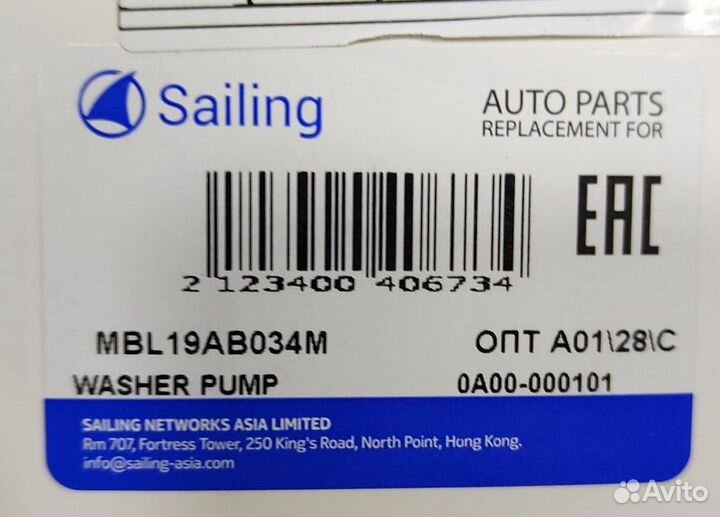 Sailing
AUTO PARTS
REPLACEMENT FOR
EAC
2 123400 406734
MBL19AB034M
ОПТ A01\28\C
WASHER PUMP
0A00-000101
SAILING NETWORKS ASIA LIMITED
Rm 707, Fortress Tower, 250 King's Road, North Point, Hong Kong.
info@sailing-asia.com
Avito